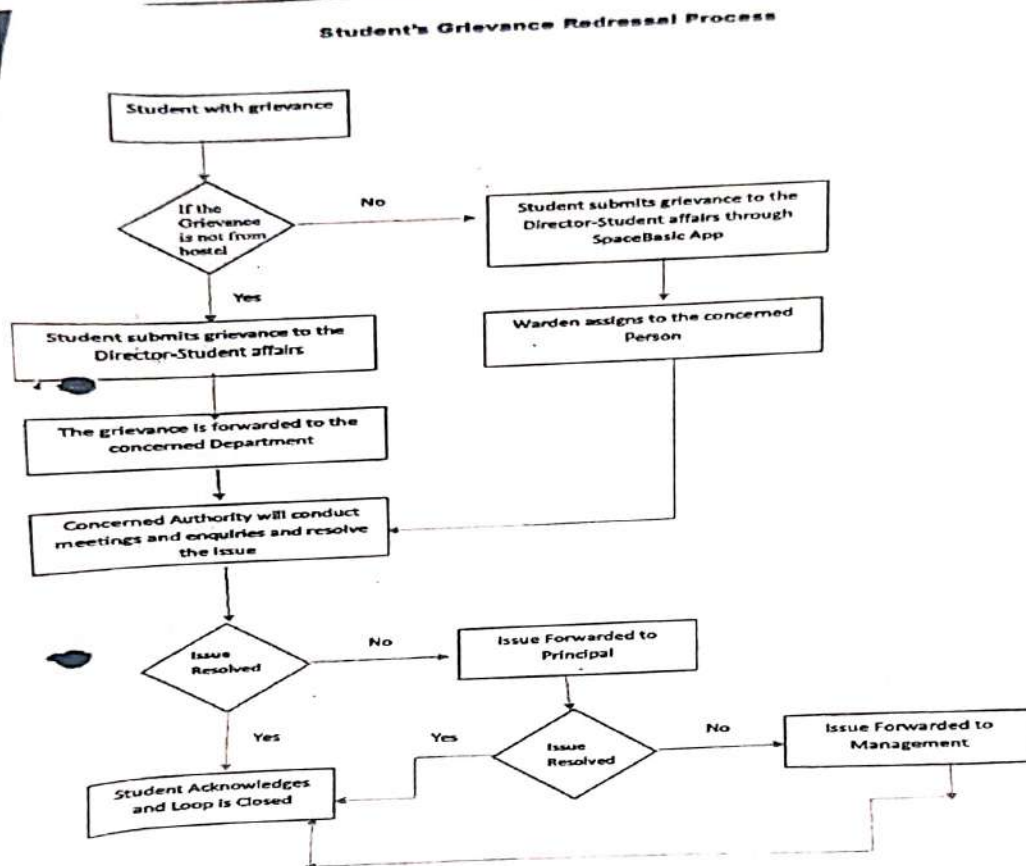 Student's Grievance Redressal Process
Student with grievance
If the
Grievance
is not from
hostel
No
Student submits grievance to the
Director-Student affairs through
SpaceBasic App
Yes
Student submits grievance to the
Director-Student affairs
Warden assigns to the concerned
Person
The grievance is forwarded to the
concerned Department
Concerned Authority will conduct
meetings and enquiries and resolve
the Issue
Issue
Resolved
No
Issue Forwarded to
Principal
Yes
Yes
Issue
Resolved
No
Issue Forwarded to
Management
Student Acknowledges
and Loop is Closed